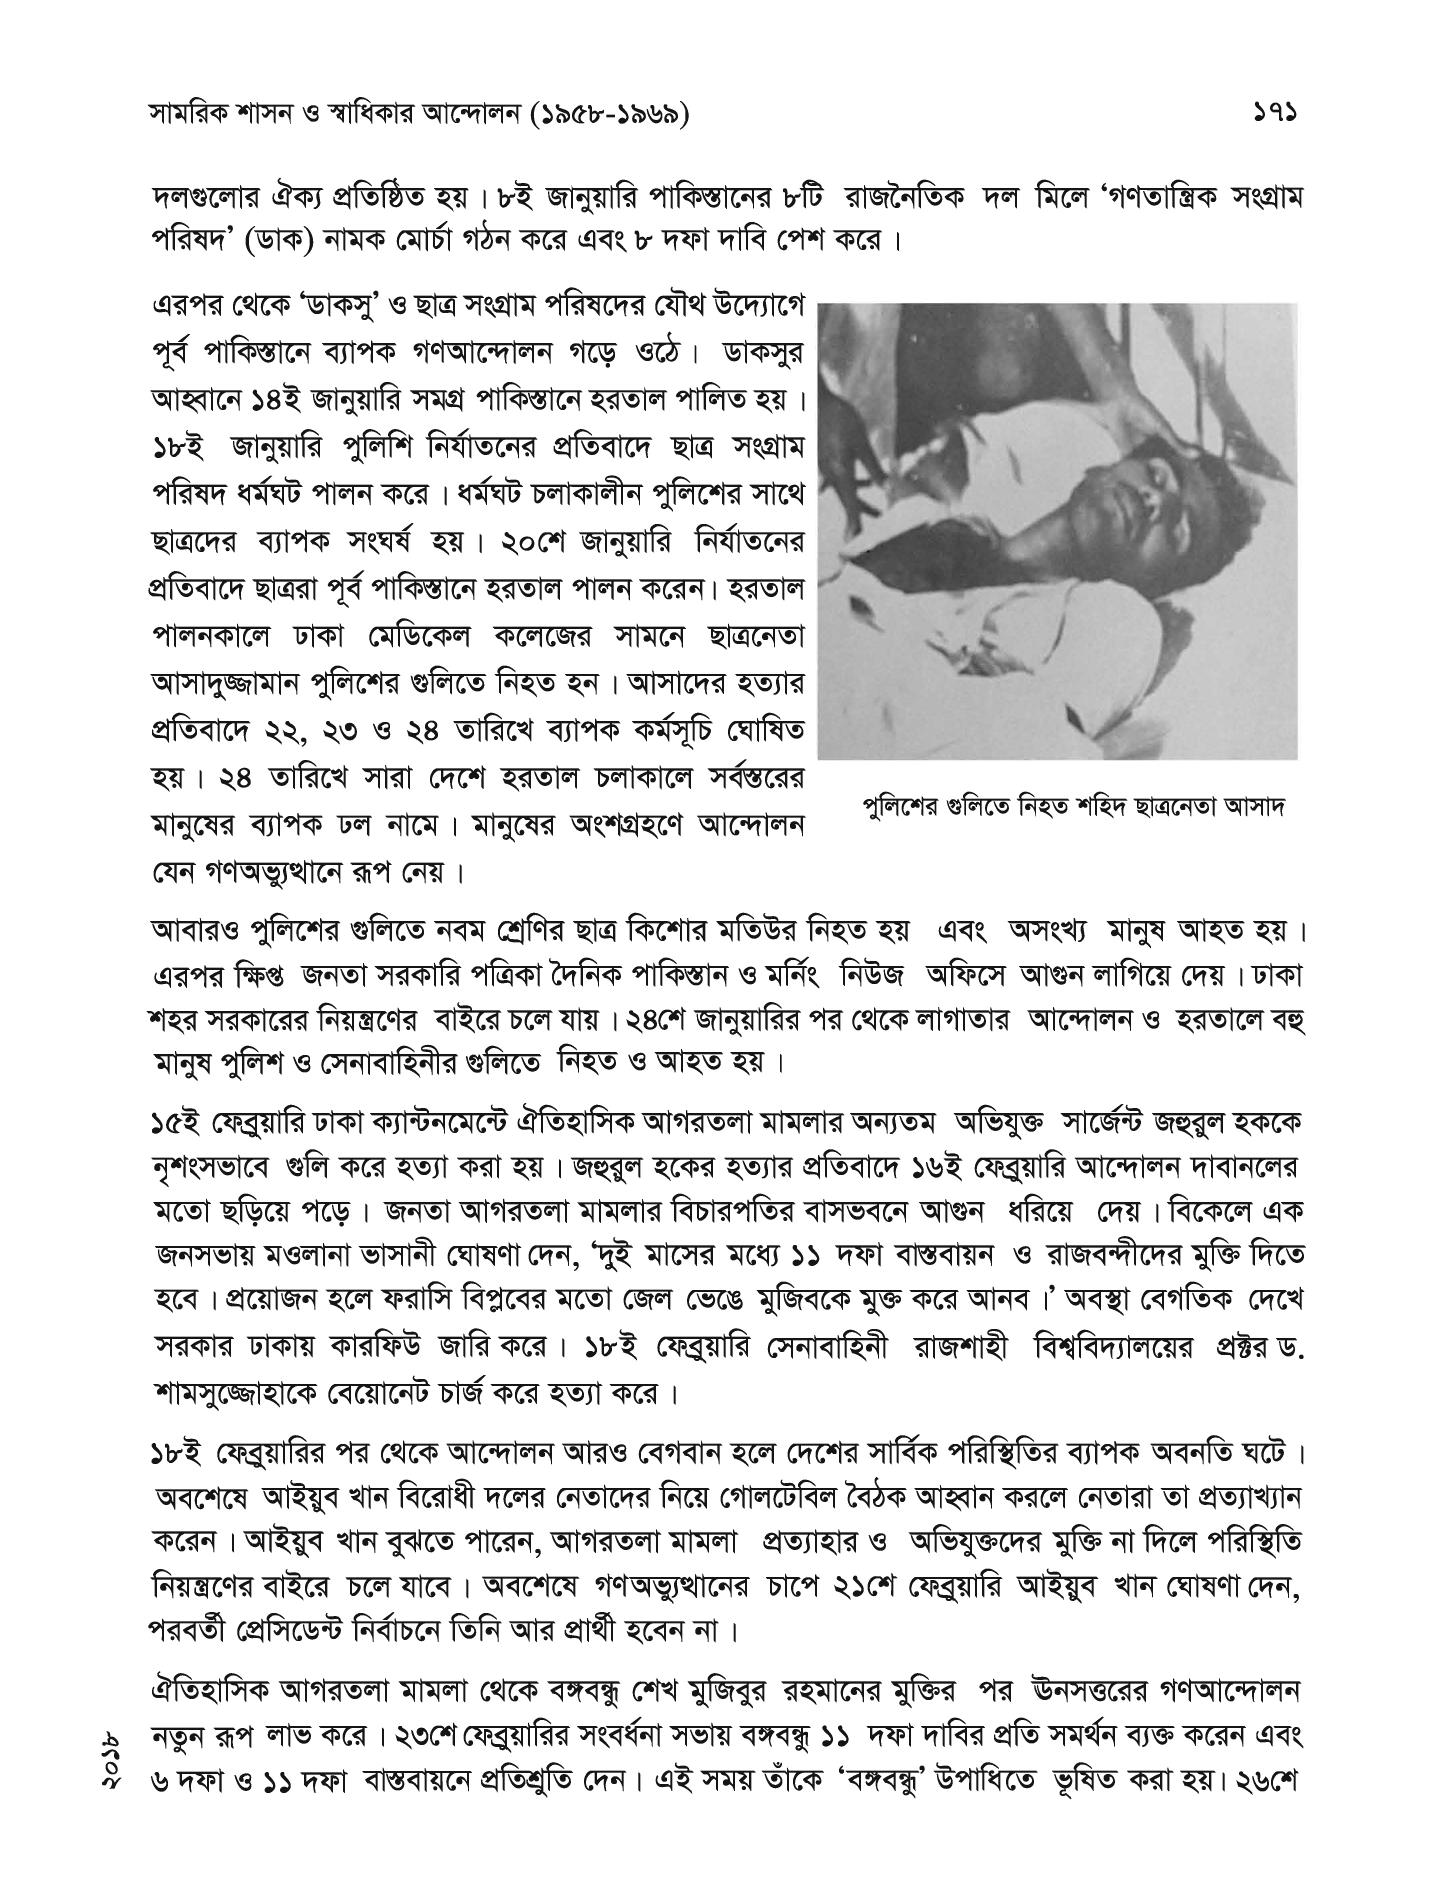 সামরিক শাসন ও স্বাধিকার আন্দোলন (১৯৫৮-১৯৬৯)
১৭১
দলগুলোর ঐক্য প্রতিষ্ঠিত হয়। ৮ই জানুয়ারি পাকিস্তানের ৮টি রাজনৈতিক দল মিলে ‘গণতান্ত্রিক সংগ্রাম
পরিষদ’ (ডাক) নামক মোর্চা গঠন করে এবং ৮ দফা দাবি পেশ করে।
এরপর থেকে ‘ডাকসু’ ও ছাত্র সংগ্রাম পরিষদের যৌথ উদ্যোগে
পূর্ব পাকিস্তানে ব্যাপক গণআন্দোলন গড়ে ওঠে। ডাকসুর
আহ্বানে ১৪ই জানুয়ারি সমগ্র পাকিস্তানে হরতাল পালিত হয়।
১৮ই জানুয়ারি পুলিশি নির্যাতনের প্রতিবাদে ছাত্র সংগ্রাম
পরিষদ ধর্মঘট পালন করে। ধর্মঘট চলাকালীন পুলিশের সাথে
ছাত্রদের ব্যাপক সংঘর্ষ হয়। ২০শে জানুয়ারি নির্যাতনের
প্রতিবাদে ছাত্ররা পূর্ব পাকিস্তানে হরতাল পালন করেন। হরতাল
পালনকালে ঢাকা মেডিকেল কলেজের সামনে ছাত্রনেতা
আসাদুজ্জামান পুলিশের গুলিতে নিহত হন। আসাদের হত্যার
প্রতিবাদে ২২, ২৩ ও ২৪ তারিখে ব্যাপক কর্মসূচি ঘোষিত
হয়। ২৪ তারিখে সারা দেশে হরতাল চলাকালে সর্বস্তরের
মানুষের ব্যাপক ঢল নামে। মানুষের অংশগ্রহণে আন্দোলন
যেন গণঅভ্যুত্থানে রূপ নেয়।
পুলিশের গুলিতে নিহত শহিদ ছাত্রনেতা আসাদ
আবারও পুলিশের গুলিতে নবম শ্রেণির ছাত্র কিশোর মতিউর নিহত হয় এবং অসংখ্য মানুষ আহত হয়।
এরপর ক্ষিপ্ত জনতা সরকারি পত্রিকা দৈনিক পাকিস্তান ও মর্নিং নিউজ অফিসে আগুন লাগিয়ে দেয়। ঢাকা
শহর সরকারের নিয়ন্ত্রণের বাইরে চলে যায়। ২৪শে জানুয়ারির পর থেকে লাগাতার আন্দোলন ও হরতালে বহু
মানুষ পুলিশ ও সেনাবাহিনীর গুলিতে নিহত ও আহত হয়।
১৫ই ফেব্রুয়ারি ঢাকা ক্যান্টনমেন্টে ঐতিহাসিক আগরতলা মামলার অন্যতম অভিযুক্ত সার্জেন্ট জহুরুল হককে
নৃশংসভাবে গুলি করে হত্যা করা হয়। জহুরুল হকের হত্যার প্রতিবাদে ১৬ই ফেব্রুয়ারি আন্দোলন দাবানলের
মতো ছড়িয়ে পড়ে। জনতা আগরতলা মামলার বিচারপতির বাসভবনে আগুন ধরিয়ে দেয়। বিকেলে এক
জনসভায় মওলানা ভাসানী ঘোষণা দেন, ‘দুই মাসের মধ্যে ১১ দফা বাস্তবায়ন ও রাজবন্দীদের মুক্তি দিতে
হবে। প্রয়োজন হলে ফরাসি বিপ্লবের মতো জেল ভেঙে মুজিবকে মুক্ত করে আনব।’ অবস্থা বেগতিক দেখে
সরকার ঢাকায় কারফিউ জারি করে। ১৮ই ফেব্রুয়ারি সেনাবাহিনী রাজশাহী বিশ্ববিদ্যালয়ের প্রক্টর ড.
শামসুজ্জোহাকে বেয়োনেট চার্জ করে হত্যা করে।
১৮ই ফেব্রুয়ারির পর থেকে আন্দোলন আরও বেগবান হলে দেশের সার্বিক পরিস্থিতির ব্যাপক অবনতি ঘটে।
অবশেষে আইয়ুব খান বিরোধী দলের নেতাদের নিয়ে গোলটেবিল বৈঠক আহ্বান করলে নেতারা তা প্রত্যাখ্যান
করেন। আইয়ুব খান বুঝতে পারেন, আগরতলা মামলা প্রত্যাহার ও অভিযুক্তদের মুক্তি না দিলে পরিস্থিতি
নিয়ন্ত্রণের বাইরে চলে যাবে। অবশেষে গণঅভ্যুত্থানের চাপে ২১শে ফেব্রুয়ারি আইয়ুব খান ঘোষণা দেন,
পরবর্তী প্রেসিডেন্ট নির্বাচনে তিনি আর প্রার্থী হবেন না।
ঐতিহাসিক আগরতলা মামলা থেকে বঙ্গবন্ধু শেখ মুজিবুর রহমানের মুক্তির পর ঊনসত্তরের গণআন্দোলন
নতুন রূপ লাভ করে। ২৩শে ফেব্রুয়ারির সংবর্ধনা সভায় বঙ্গবন্ধু ১১ দফা দাবির প্রতি সমর্থন ব্যক্ত করেন এবং
৬ দফা ও ১১ দফা বাস্তবায়নে প্রতিশ্রুতি দেন। এই সময় তাঁকে ‘বঙ্গবন্ধু’ উপাধিতে ভূষিত করা হয়। ২৬শে
২০১৮